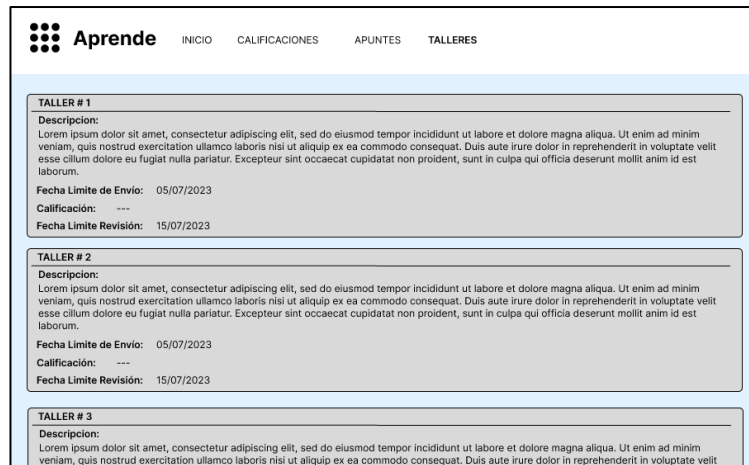 Aprende INICIO CALIFICACIONES APUNTES TALLERES
TALLER # 1
Descripcion:
Lorem ipsum dolor sit amet, consectetur adipiscing elit, sed do eiusmod tempor incididunt ut labore et dolore magna aliqua. Ut enim ad minim
veniam, quis nostrud exercitation ullamco laboris nisi ut aliquip ex ea commodo consequat. Duis aute irure dolor in reprehenderit in voluptate velit
esse cillum dolore eu fugiat nulla pariatur. Excepteur sint occaecat cupidatat non proident, sunt in culpa qui officia deserunt mollit anim id est
laborum.
Fecha Limite de Envío: 05/07/2023
Calificación: ---
Fecha Limite Revisión: 15/07/2023
TALLER # 2
Descripcion:
Lorem ipsum dolor sit amet, consectetur adipiscing elit, sed do eiusmod tempor incididunt ut labore et dolore magna aliqua. Ut enim ad minim
veniam, quis nostrud exercitation ullamco laboris nisi ut aliquip ex ea commodo consequat. Duis aute irure dolor in reprehenderit in voluptate velit
esse cillum dolore eu fugiat nulla pariatur. Excepteur sint occaecat cupidatat non proident, sunt in culpa qui officia deserunt mollit anim id est
laborum.
Fecha Limite de Envío: 05/07/2023
Calificación: ---
Fecha Limite Revisión: 15/07/2023
TALLER # 3
Descripcion:
Lorem ipsum dolor sit amet, consectetur adipiscing elit, sed do eiusmod tempor incididunt ut labore et dolore magna aliqua. Ut enim ad minim
veniam, quis nostrud exercitation ullamco laboris nisi ut aliquip ex ea commodo consequat. Duis aute irure dolor in reprehenderit in voluptate velit